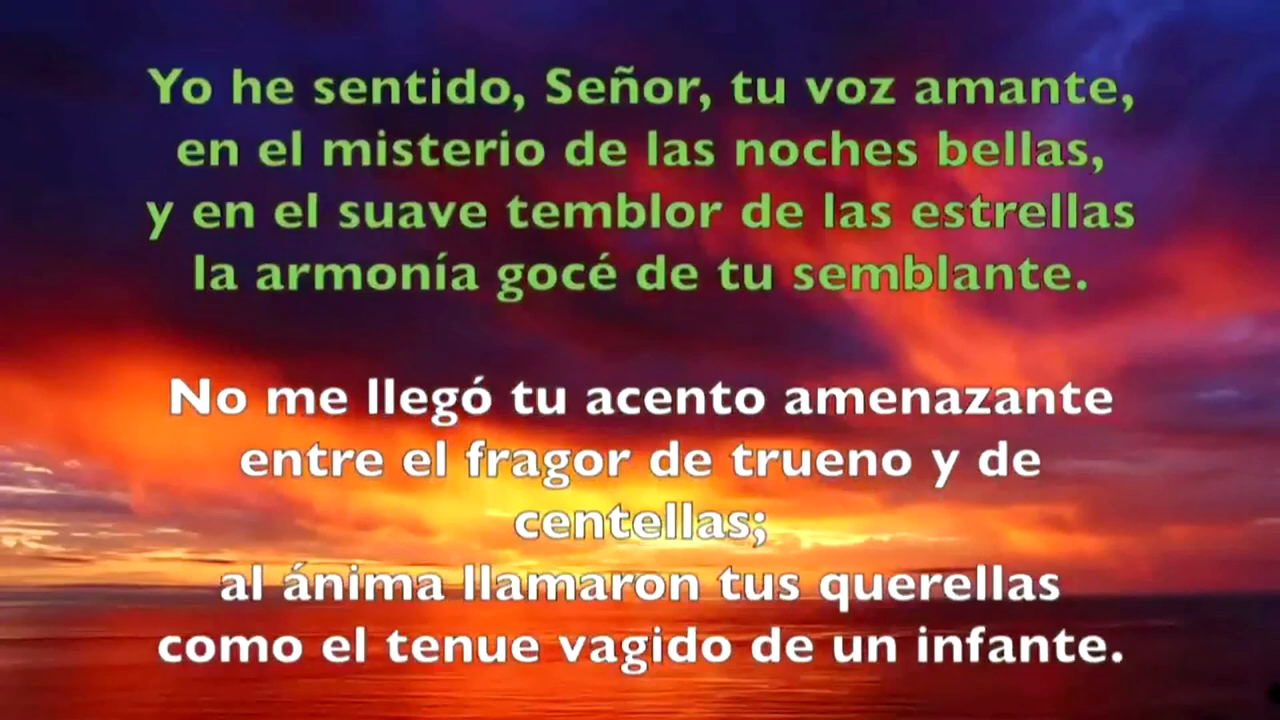 Yo he sentido, Señor, tu voz amante,
en el misterio de las noches bellas,
y en el suave temblor de las estrellas
la armonía gocé de tu semblante.
No me llegó tu acento amenazante
entre el fragor de trueno y de
centellas;
al ánima llamaron tus querellas
como el tenue vagido de un infante.